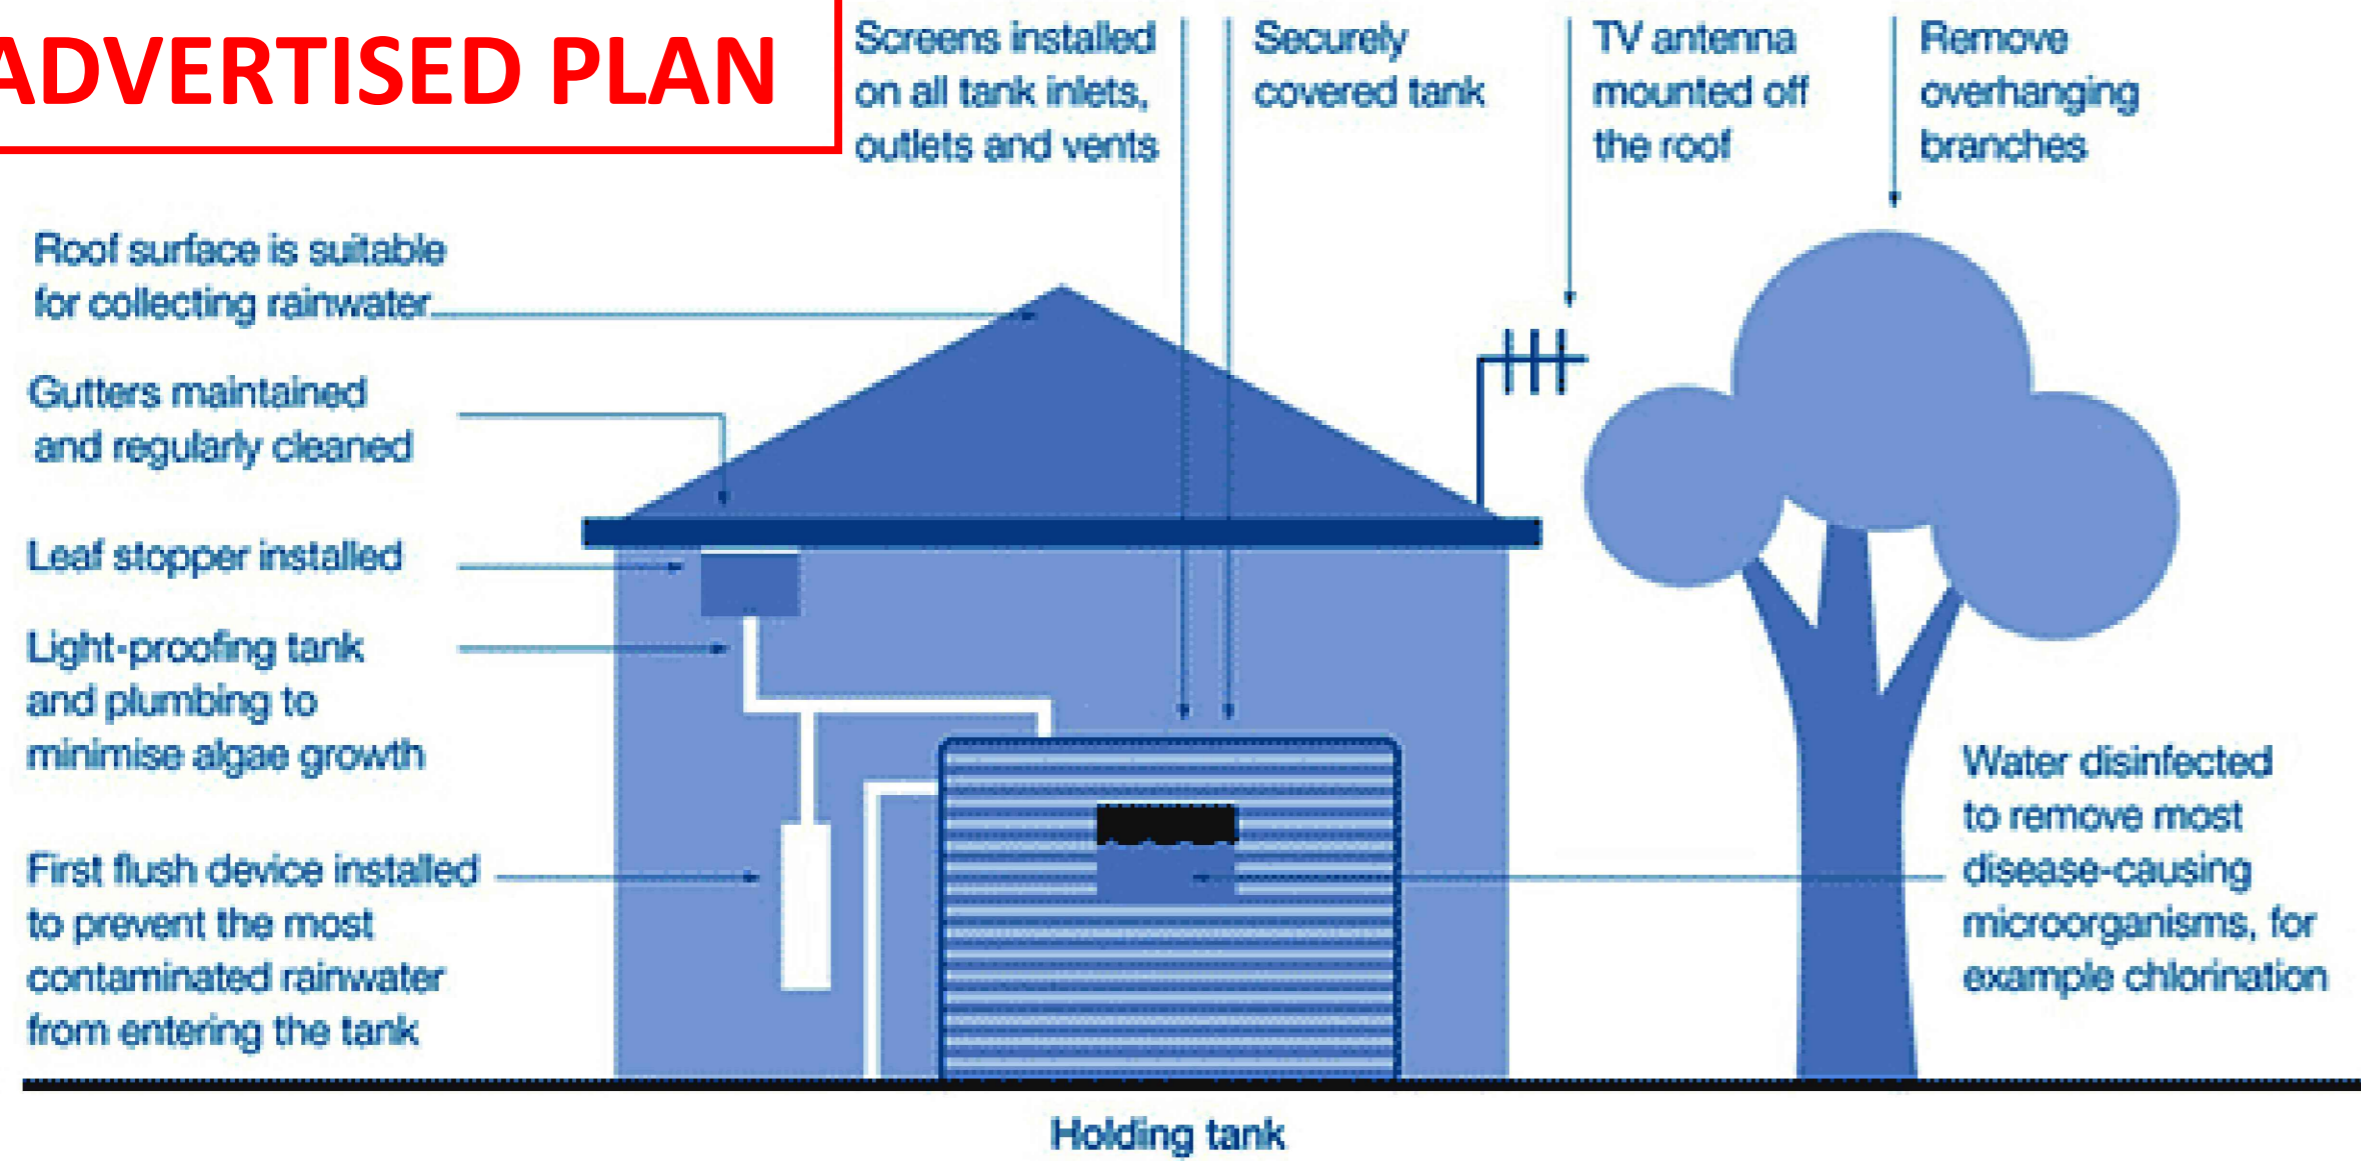 ADVERTISED PLAN
Screens installed
on all tank inlets,
outlets and vents
Securely
covered tank
TV antenna
mounted off
the roof
Remove
overhanging
branches
Roof surface is suitable
for collecting rainwater
Gutters maintained
and regularly cleaned
Leaf stopper installed
Light-proofing tank
and plumbing to
minimise algae growth
First flush device installed
to prevent the most
contaminated rainwater
from entering the tank
Water disinfected
to remove most
disease-causing
microorganisms, for
example chlorination
Holding tank